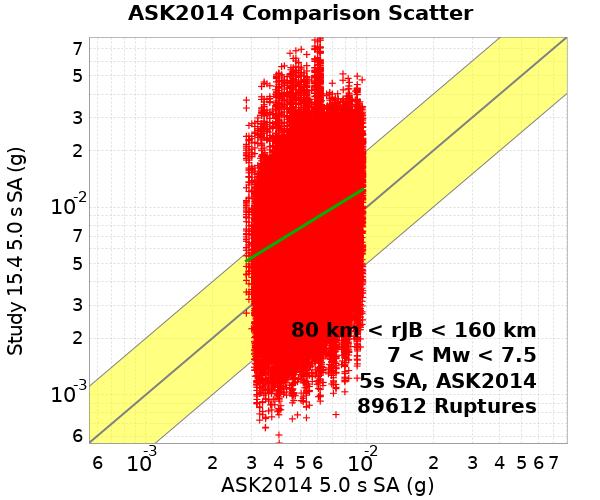 ASK2014 Comparison Scatter
Study 15.4 5.0 s SA (g)
7
5
3
2
10-2
7
5
3
2
10-3
6
80 km < rJB < 160 km
7 < Mw < 7.5
5s SA, ASK2014
89612 Ruptures
6 10-3 2 3 4 5 6 10-2 2 3 4 5 6 7
ASK2014 5.0 s SA (g)